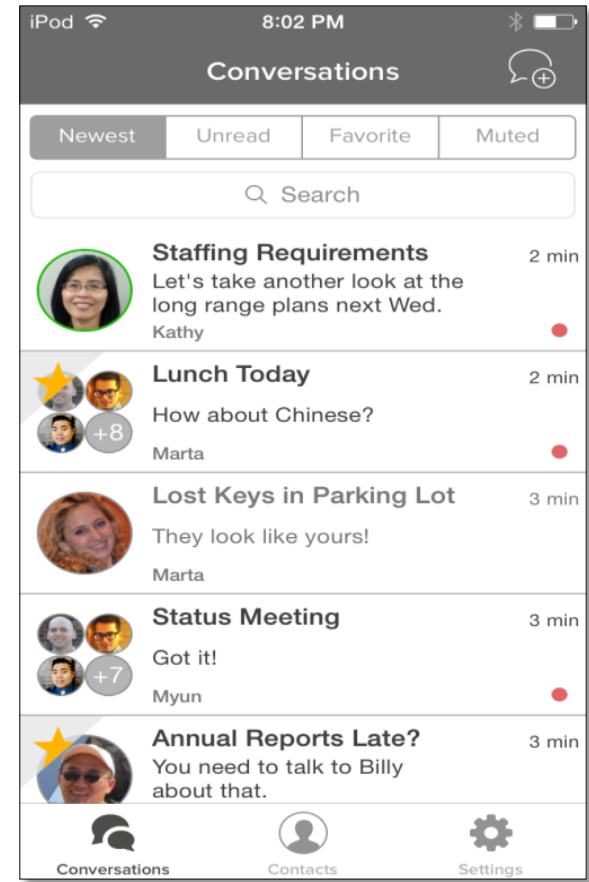 iPod 8:02 PM
Conversations
Newest Unread Favorite Muted
Search
Staffing Requirements 2 min
Let's take another look at the
long range plans next Wed.
Kathy
Lunch Today 2 min
How about Chinese?
+8
Marta
Lost Keys in Parking Lot 3 min
They look like yours!
Marta
Status Meeting 3 min
Got it!
+7
Myun
Annual Reports Late? 3 min
You need to talk to Billy
about that.
Conversations Contacts Settings